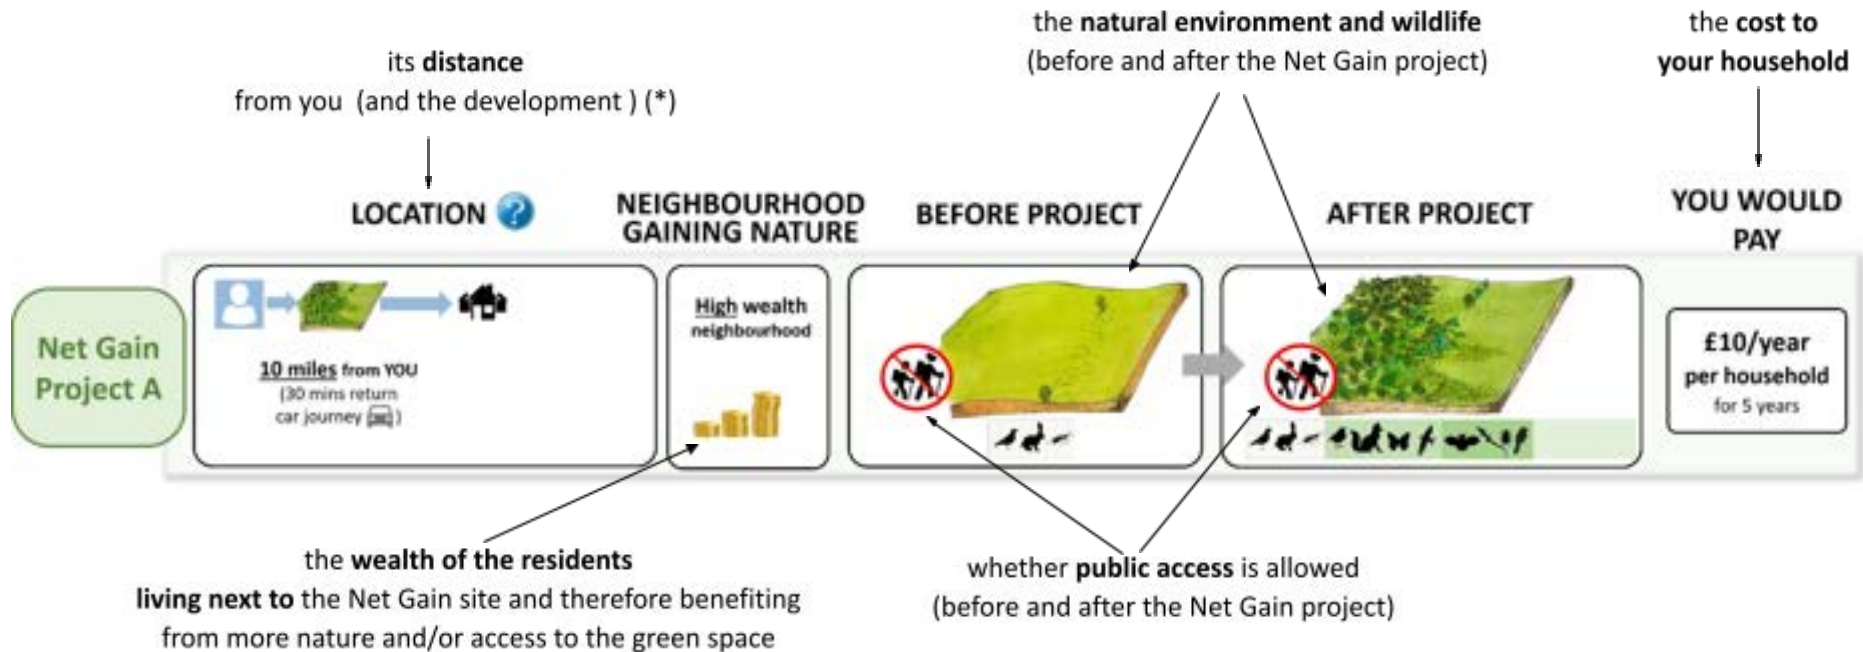 the natural environment and wildlife
(before and after the Net Gain project)
the cost to
your household
its distance
from you (and the development ) (*)
LOCATION ?
NEIGHBOURHOOD
GAINING NATURE
BEFORE PROJECT
AFTER PROJECT
YOU WOULD
PAY
Net Gain
Project A
10 miles from YOU
(30 mins return
car journey )
High wealth
neighbourhood
£10/year
per household
for 5 years
the wealth of the residents
living next to the Net Gain site and therefore benefiting
from more nature and/or access to the green space
whether public access is allowed
(before and after the Net Gain project)